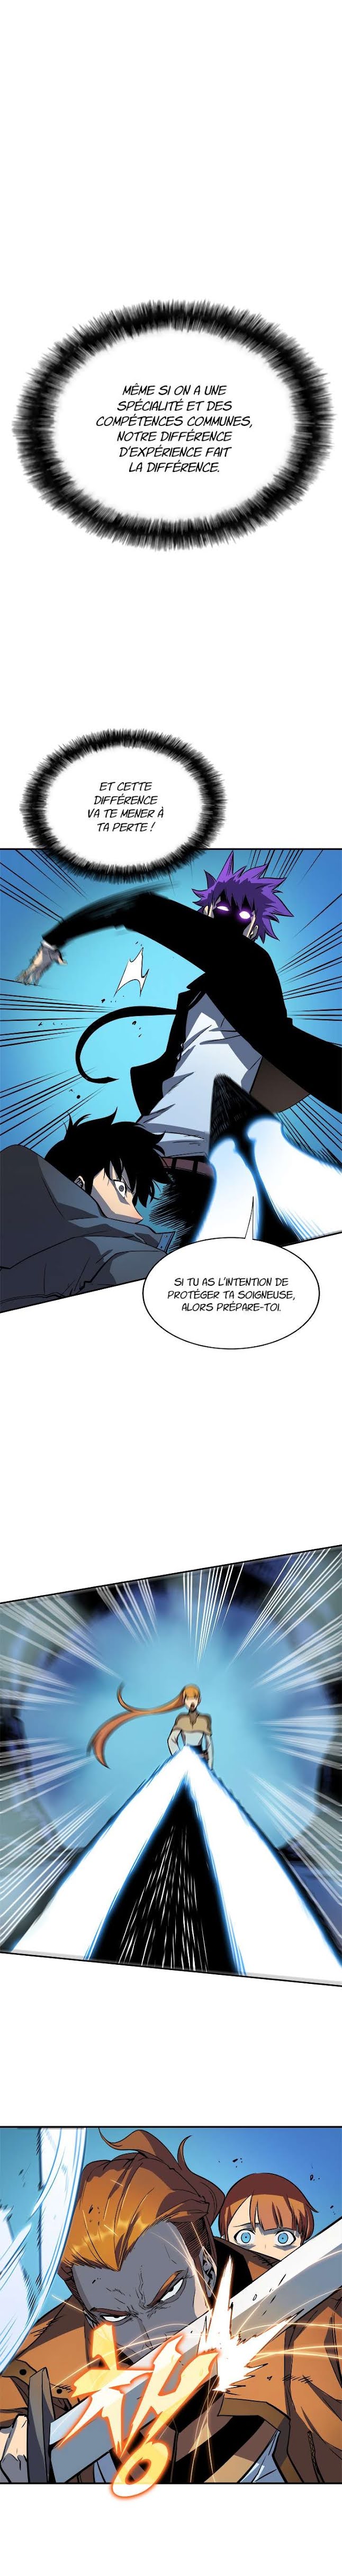 MÊME SI ON A UNE
SPÉCIALITÉ ET DES
COMPÉTENCES COMMUNES,
NOTRE DIFFÉRENCE
D'EXPÉRIENCE FAIT
LA DIFFÉRENCE.
ET CETTE
DIFFÉRENCE
VA TE MENER À
TA PERTE !
SI TU AS L'INTENTION DE
PROTÉGER TA SOIGNEUSE,
ALORS PRÉPARE-TOI.
챙